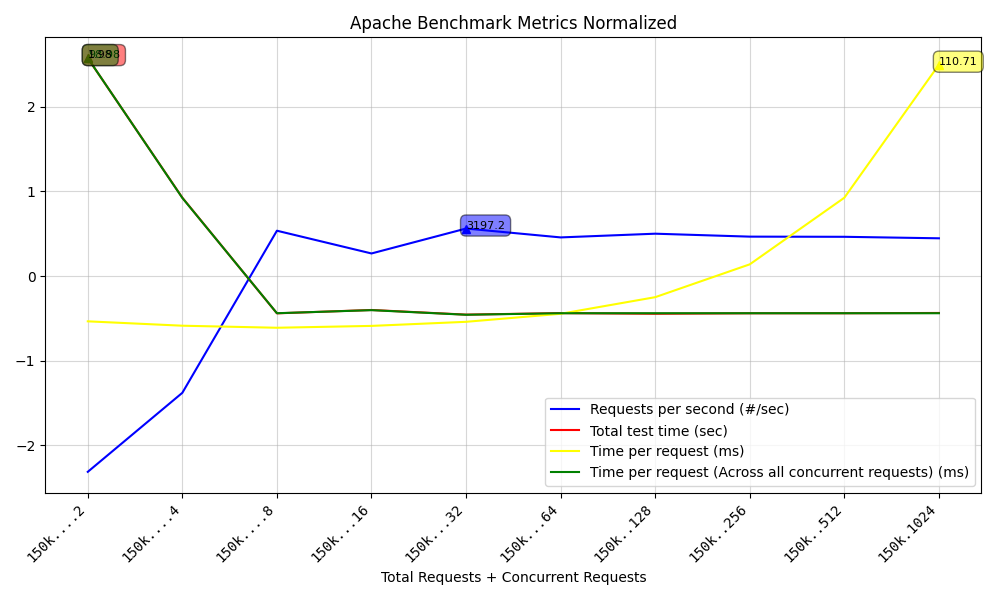 Apache Benchmark Metrics Normalized
110.71
3197.2
2
1
0
−1
−2
Requests per second (#/sec)
Total test time (sec)
Time per request (ms)
Time per request (Across all concurrent requests) (ms)
150k....2
150k....4
150k....8
150k...16
150k...32
150k...64
150k..128
150k..256
150k..512
150k.1024
Total Requests + Concurrent Requests